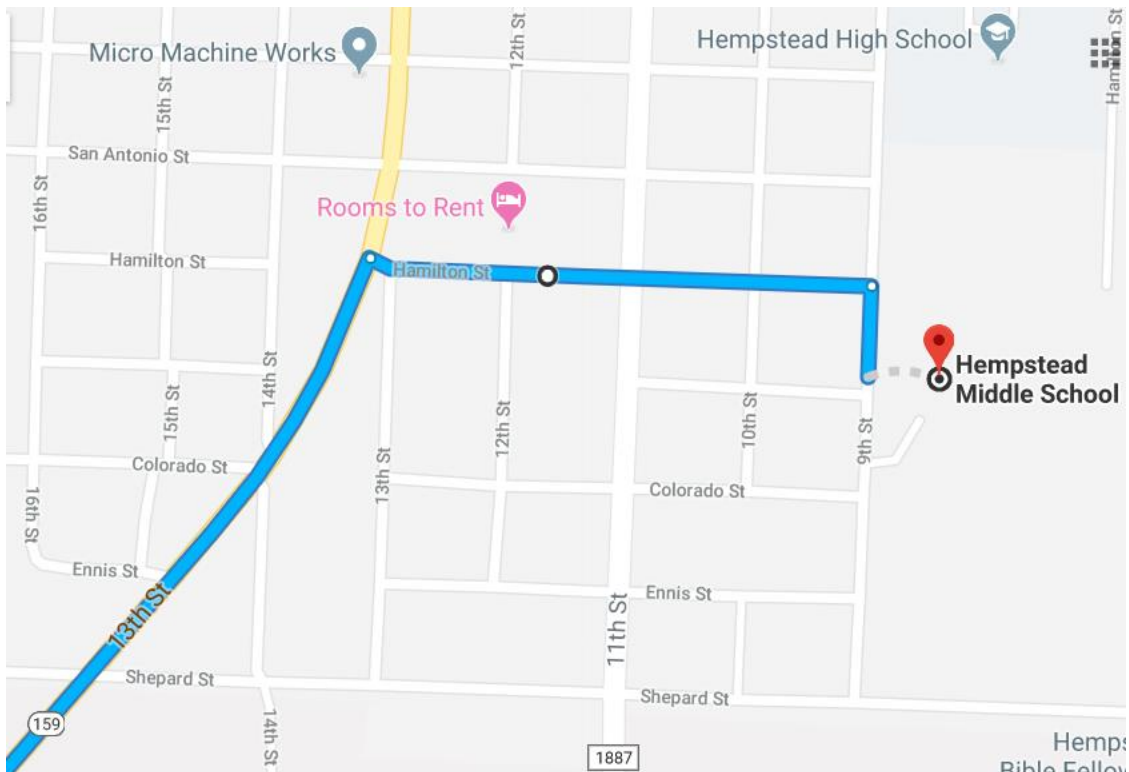 12th St
Hempstead High School
Micro Machine Works
Hamilton St
15th St
San Antonio St
16th St
Rooms to Rent
Hamilton St
Hamilton St
Hempstead
Middle School
14th St
15th St
12th St
10th St
9th St
Colorado St
13th St
Colorado St
16th St
Ennis St
Ennis St
13th St
11th St
Shepard St
Shepard St
159
14th St
1887
Hemps
Bible Fellow